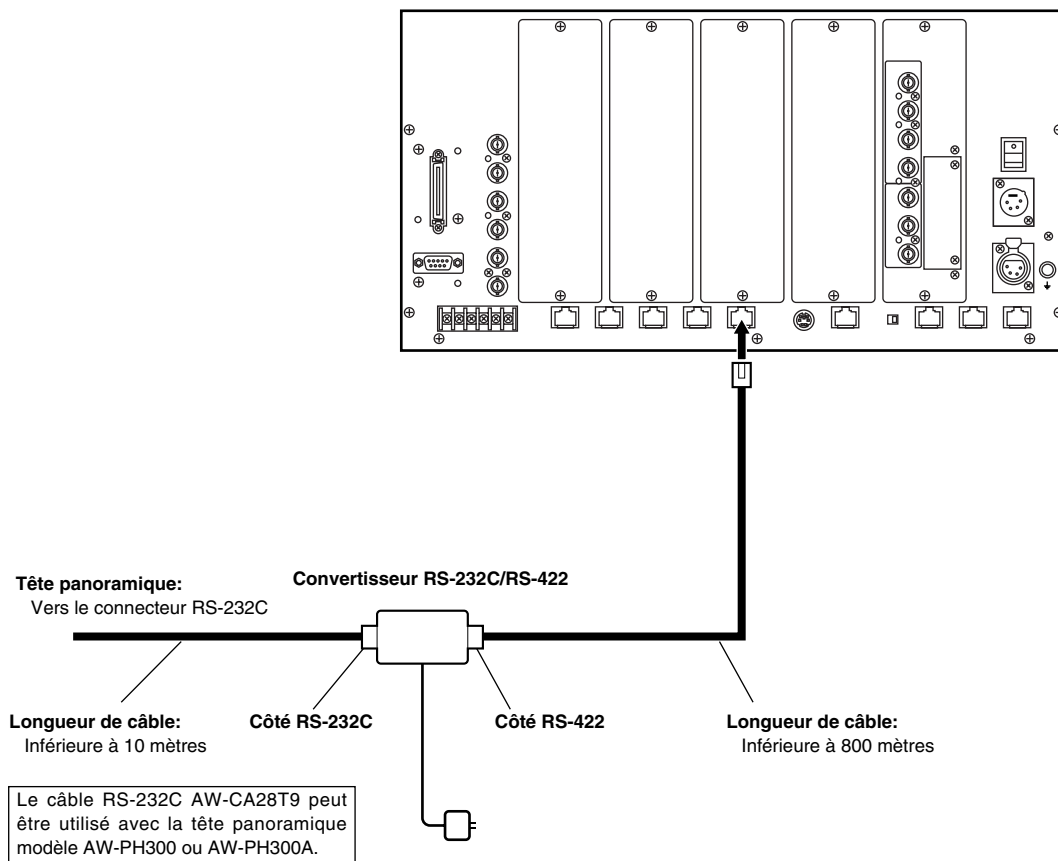 Tête panoramique:
Vers le connecteur RS-232C
Convertisseur RS-232C/RS-422
Longueur de câble:
Inférieure à 10 mètres
Côté RS-232C
Côté RS-422
Longueur de câble:
Inférieure à 800 mètres
Le câble RS-232C AW-CA28T9 peut
être utilisé avec la tête panoramique
modèle AW-PH300 ou AW-PH300A.